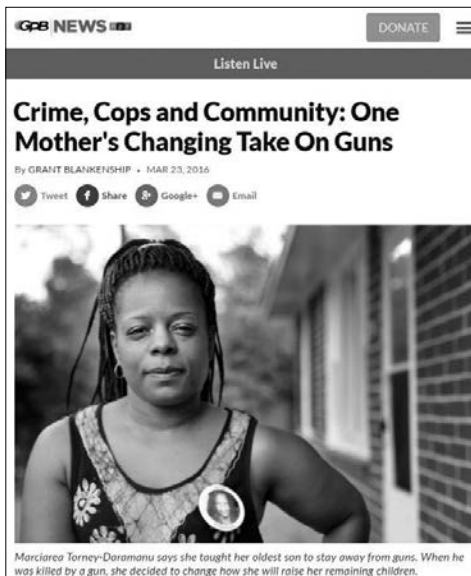 GPB NEWS npr
DONATE
Listen Live
Crime, Cops and Community: One
Mother's Changing Take On Guns
By GRANT BLANKENSHIP • MAR 23, 2016
Tweet Share Google+ Email
Marciarea Torney-Daramanu says she taught her oldest son to stay away from guns. When he
was killed by a gun, she decided to change how she will raise her remaining children.